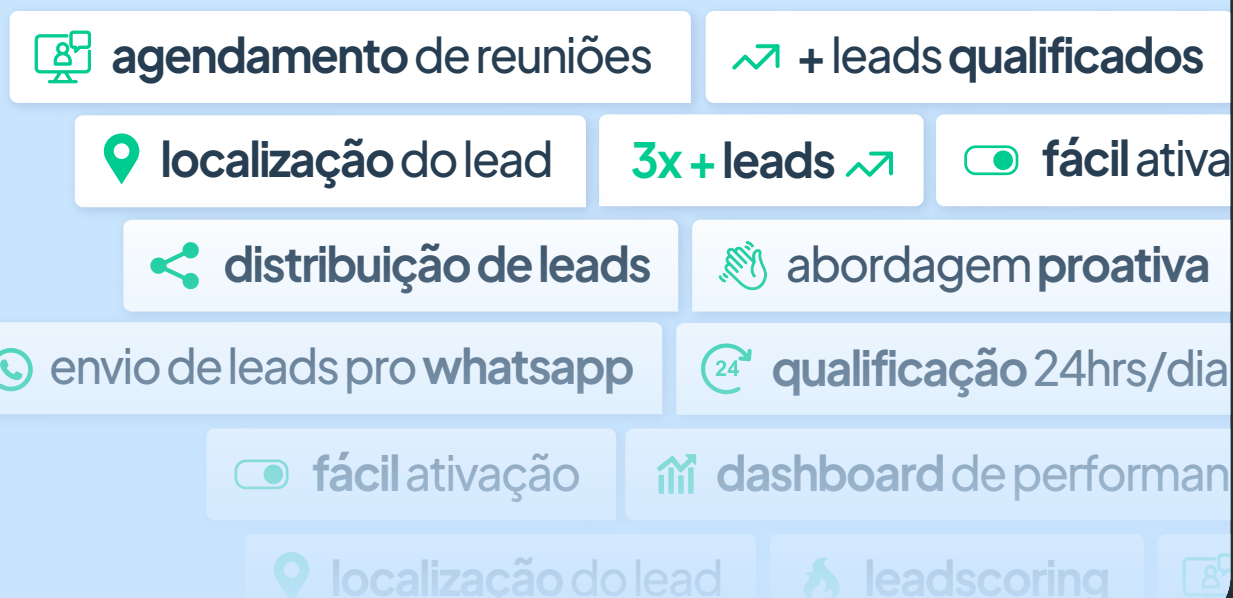 agendamento de reuniões
+ leads qualificados
localização do lead
3x + leads
fácil ativa
distribuição de leads
abordagem proativa
envio de leads pro whatsapp
24
qualificação 24hrs/dia
fácil ativação
dashboard de performan
localização do lead
leadscoring